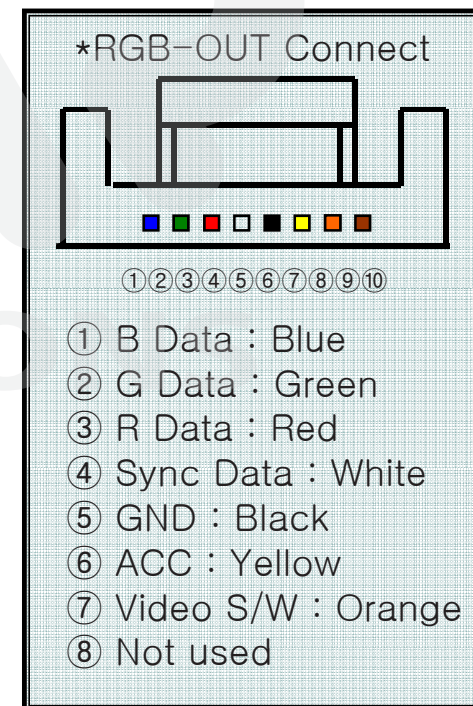 *RGB-OUT Connect
①②③④⑤⑥⑦⑧⑨⑩
① B Data : Blue
② G Data : Green
③ R Data : Red
④ Sync Data : White
⑤ GND : Black
⑥ ACC : Yellow
⑦ Video S/W : Orange
⑧ Not used